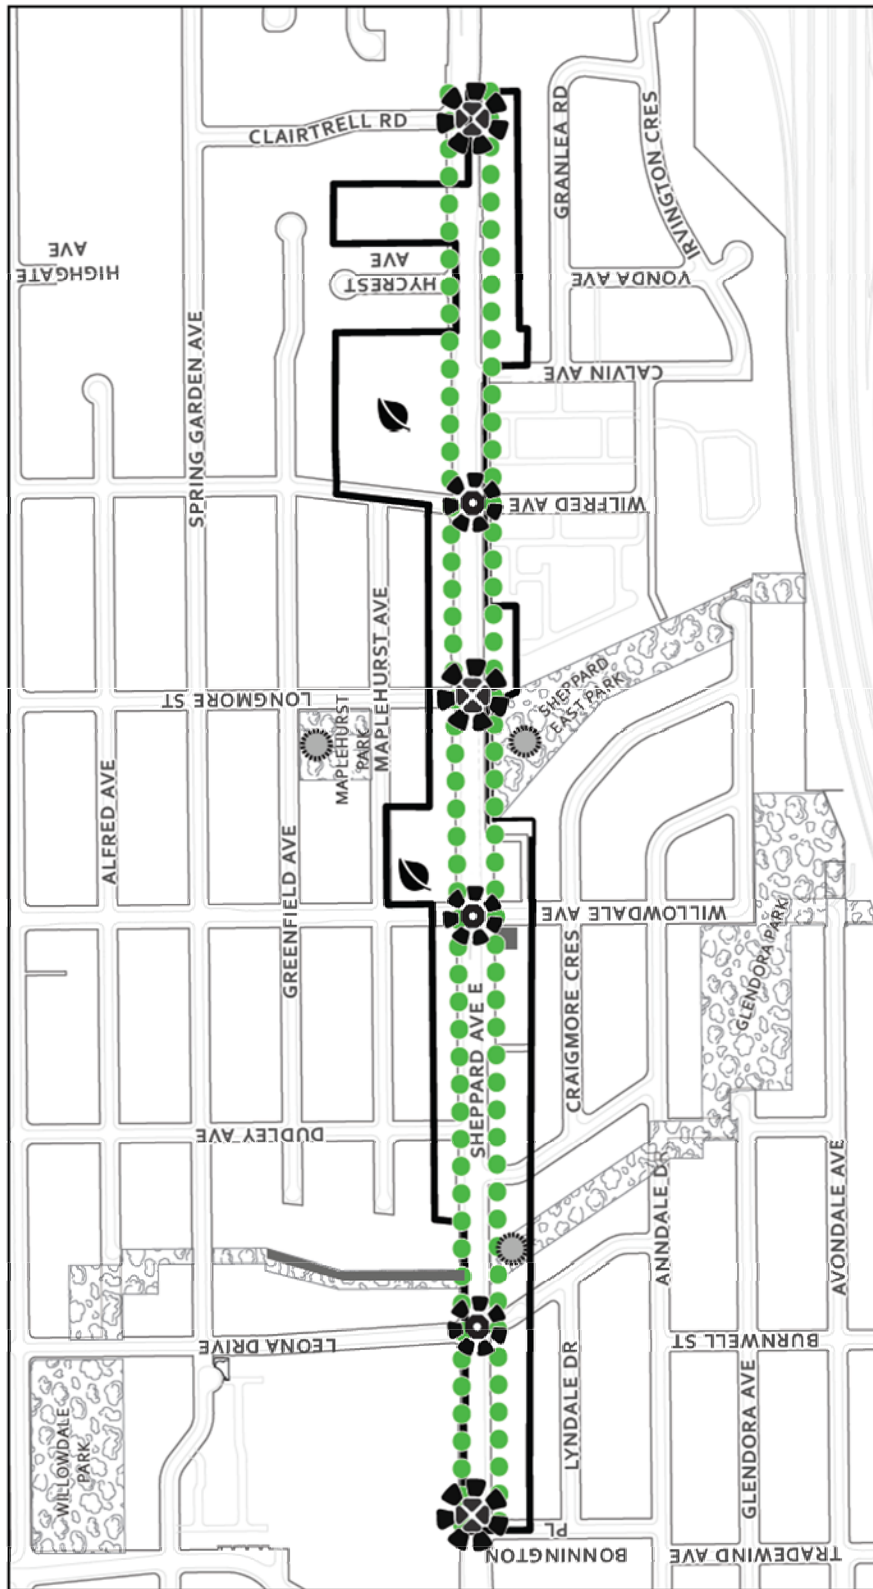 CLAIRTRELL RD
GRANLEA RD
IRVINGTON CRES
HIGHGATE
AVE
HYCREST
AVE
VONDA AVE
SPRING GARDEN AVE
CALVIN AVE
WILFRED AVE
MAPLEHURST AVE
LONGMORE ST
MAPLEHURST
PARK
SHEPPARD
EAST PARK
ALFRED AVE
GREENFIELD AVE
WILLOWDALE AVE
GLENDORA PARK
CRAIGMORE CRES
SHEPPARD AVE E
DUDLEY AVE
ANNDALE DR
AVONDALE AVE
LEONA DRIVE
BURNWELL ST
LYNDALE DR
GLENDORA AVE
WILLOWDALE
PARK
BONNINGTON
PL
TRADEWIND AVE